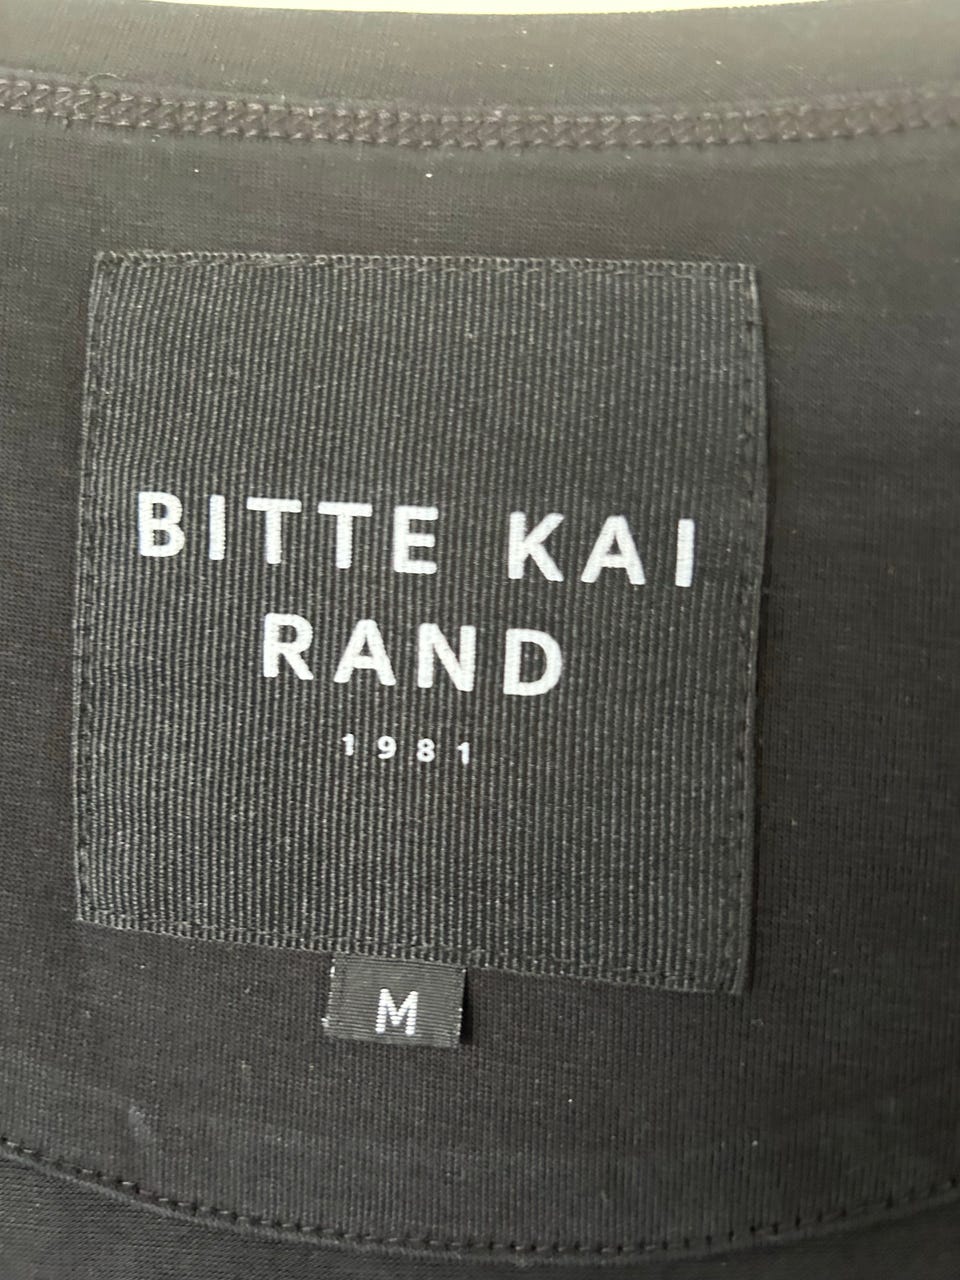 BITTE KAI
RAND
1981
M